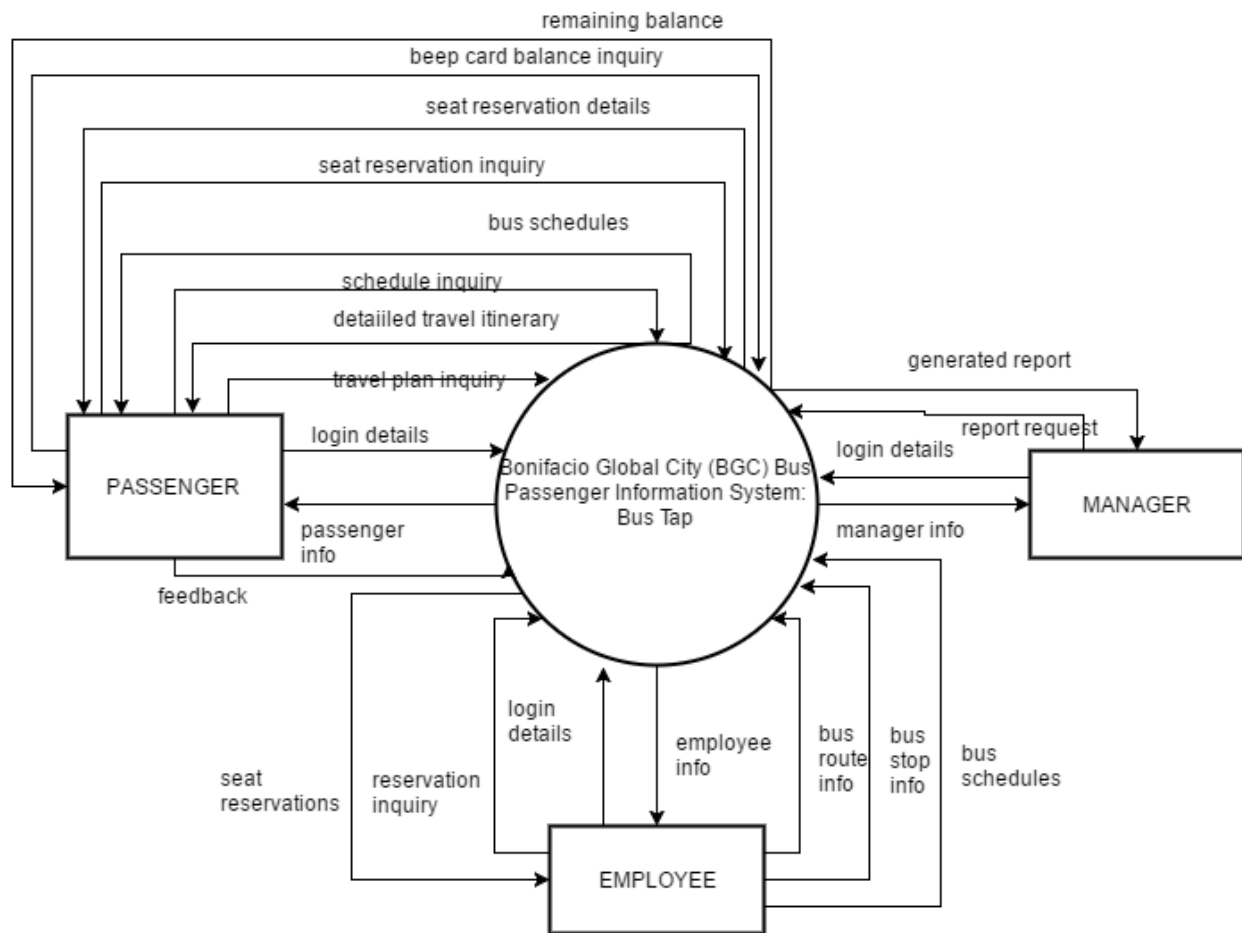 remaining balance
beep card balance inquiry
seat reservation details
seat reservation inquiry
bus schedules
schedule inquiry
detaiiled travel itinerary
travel plan inquiry
generated report
report request
login details
login details
PASSENGER
Bonifacio Global City (BGC) Bus
Passenger Information System:
Bus Tap
MANAGER
passenger
info
manager info
feedback
login
details
employee
info
bus
route
info
bus
stop
info
bus
schedules
seat
reservations
reservation
inquiry
EMPLOYEE